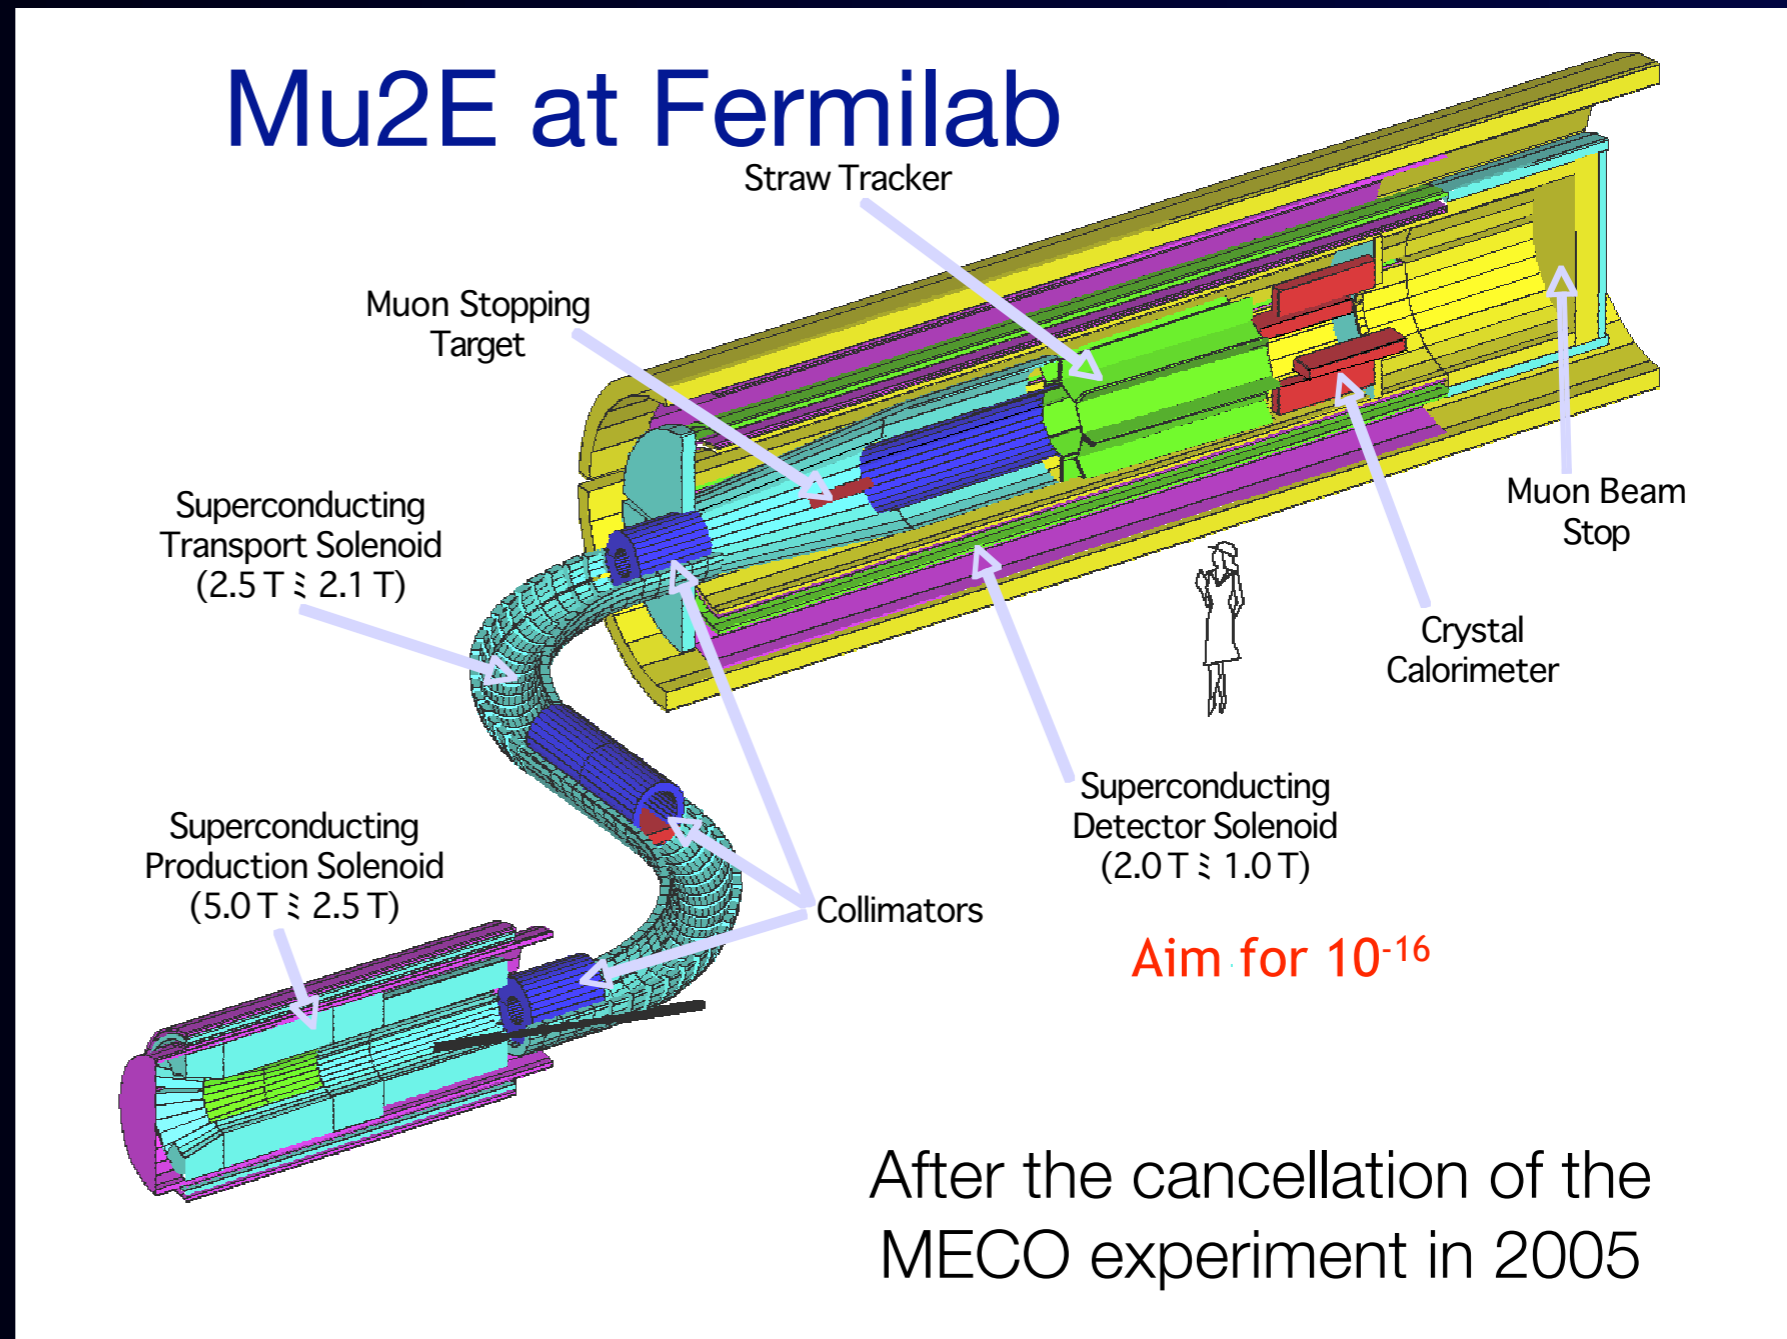 Mu2E at Fermilab
Straw Tracker
Muon Stopping
Target
Superconducting
Transport Solenoid
(2.5 T ⋮ 2.1 T)
Muon Beam
Stop
Crystal
Calorimeter
Superconducting
Detector Solenoid
(2.0 T ⋮ 1.0 T)
Superconducting
Production Solenoid
(5.0 T ⋮ 2.5 T)
Collimators
Aim for 10⁻¹⁶
After the cancellation of the
MECO experiment in 2005